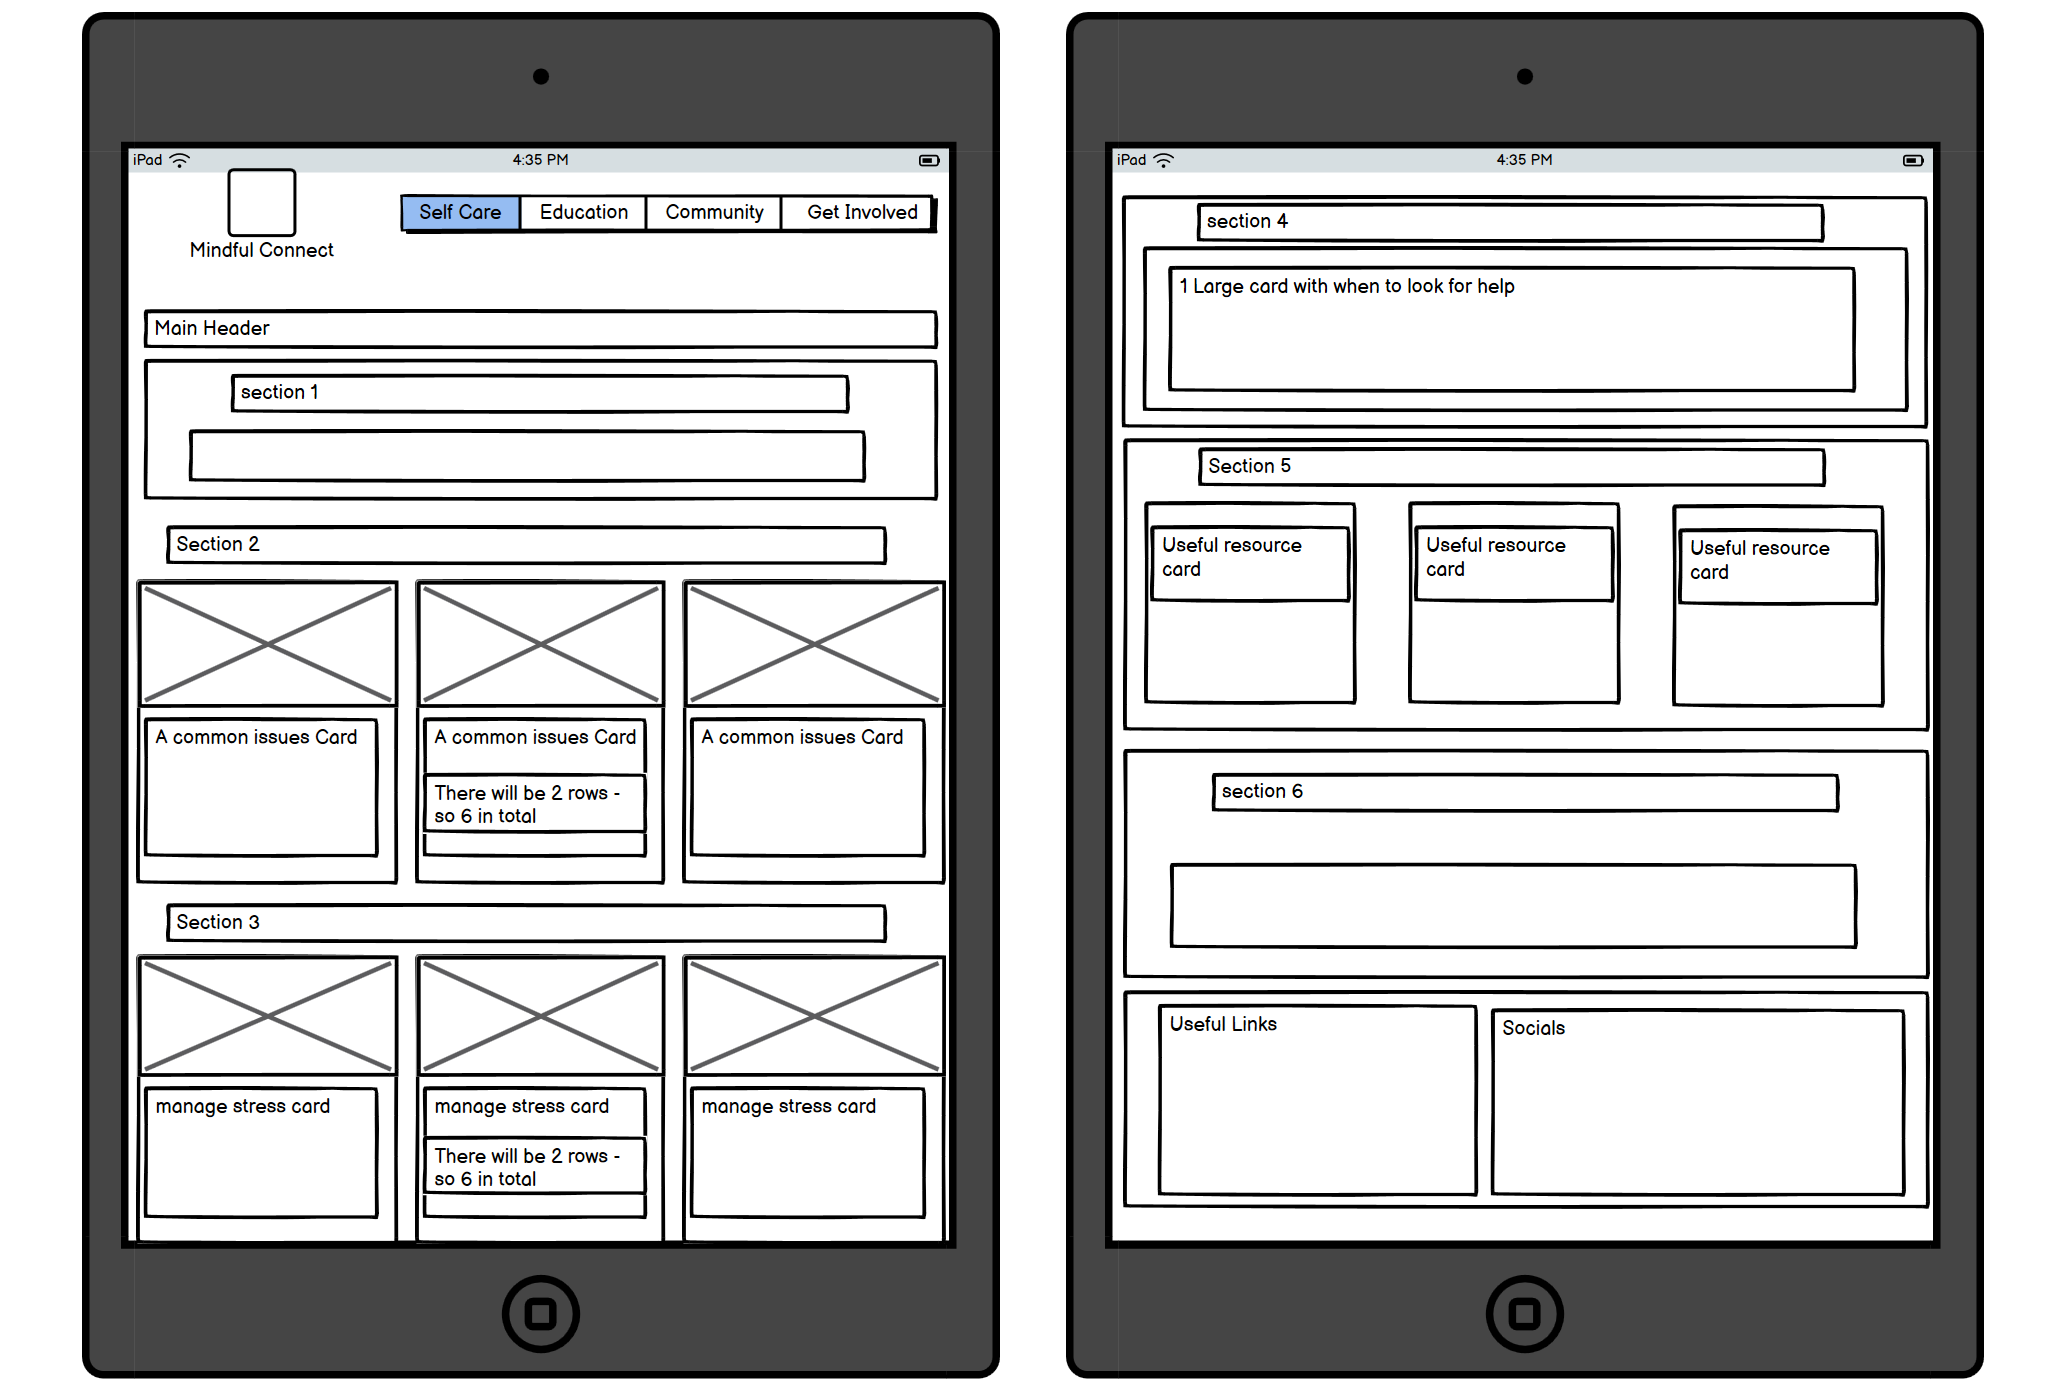 iPad
4:35 PM
Self Care
Education
Community
Get Involved
Mindful Connect
Main Header
section 1
Section 2
A common issues Card
A common issues Card
There will be 2 rows -
so 6 in total
A common issues Card
Section 3
manage stress card
manage stress card
There will be 2 rows -
so 6 in total
manage stress card
iPad
4:35 PM
section 4
1 Large card with when to look for help
Section 5
Useful resource
card
Useful resource
card
Useful resource
card
section 6
Useful Links
Socials